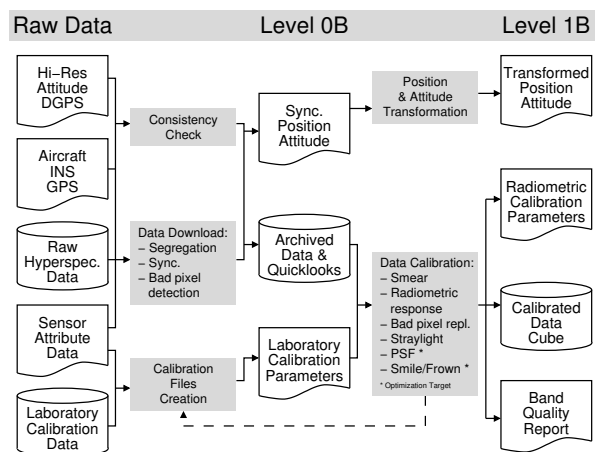 Raw Data
Level 0B
Level 1B
Hi−Res
Attitude
DGPS
Consistency
Check
Sync.
Position
Attitude
Position
& Attitude
Transformation
Transformed
Position
Attitude
Aircraft
INS
GPS
Raw
Hyperspec.
Data
Data Download:
− Segregation
− Sync.
− Bad pixel
detection
Archived
Data &
Quicklooks
Data Calibration:
− Smear
− Radiometric
response
− Bad pixel repl.
− Straylight
− PSF *
− Smile/Frown *
* Optimization Target
Radiometric
Calibration
Parameters
Calibrated
Data
Cube
Sensor
Attribute
Data
Laboratory
Calibration
Data
Calibration
Files
Creation
Laboratory
Calibration
Parameters
Band
Quality
Report